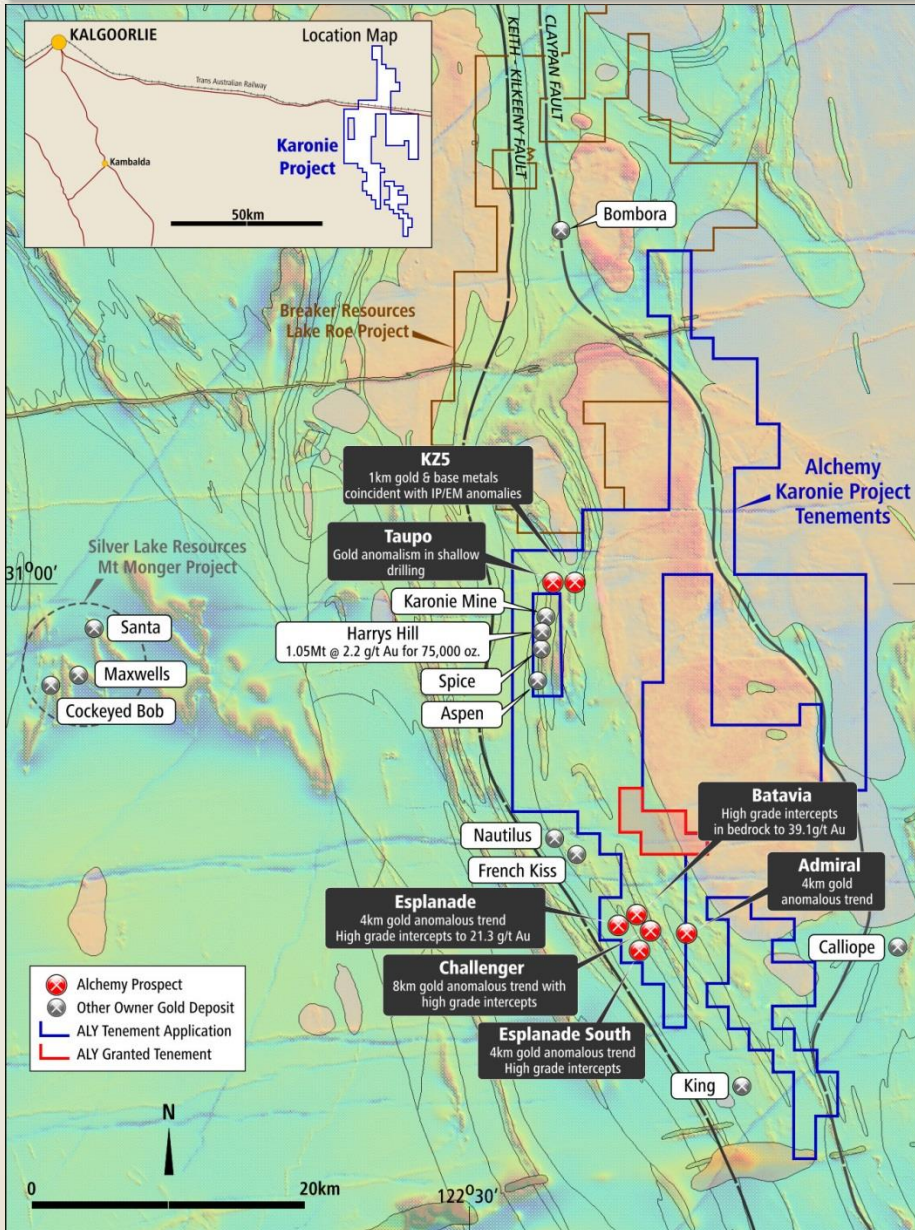 KALGOORLIE
Location Map
Trans Australian Railway
Karonie
Project
Kambalda
50km
KEITH - KILKEENY FAULT
CLAYPAN FAULT
Bombora
Breaker Resources
Lake Roe Project
KZ5
1km gold & base metals
coincident with IP/EM anomalies
Alchemy
Karonie Project
Tenements
Taupo
Gold anomalism in shallow
drilling
Silver Lake Resources
Mt Monger Project
31°00'
Karonie Mine
Santa
Harrys Hill
1.05Mt @ 2.2 g/t Au for 75,000 oz.
Maxwells
Spice
Cockeyed Bob
Aspen
Batavia
High grade intercepts
in bedrock to 39.1g/t Au
Nautilus
French Kiss
Admiral
4km gold
anomalous trend
Esplanade
4km gold anomalous trend
High grade intercepts to 21.3 g/t Au
Calliope
Challenger
8km gold anomalous trend with
high grade intercepts
Esplanade South
4km gold anomalous trend
High grade intercepts
King
Alchemy Prospect
Other Owner Gold Deposit
ALY Tenement Application
ALY Granted Tenement
N
0
20km
122°30'